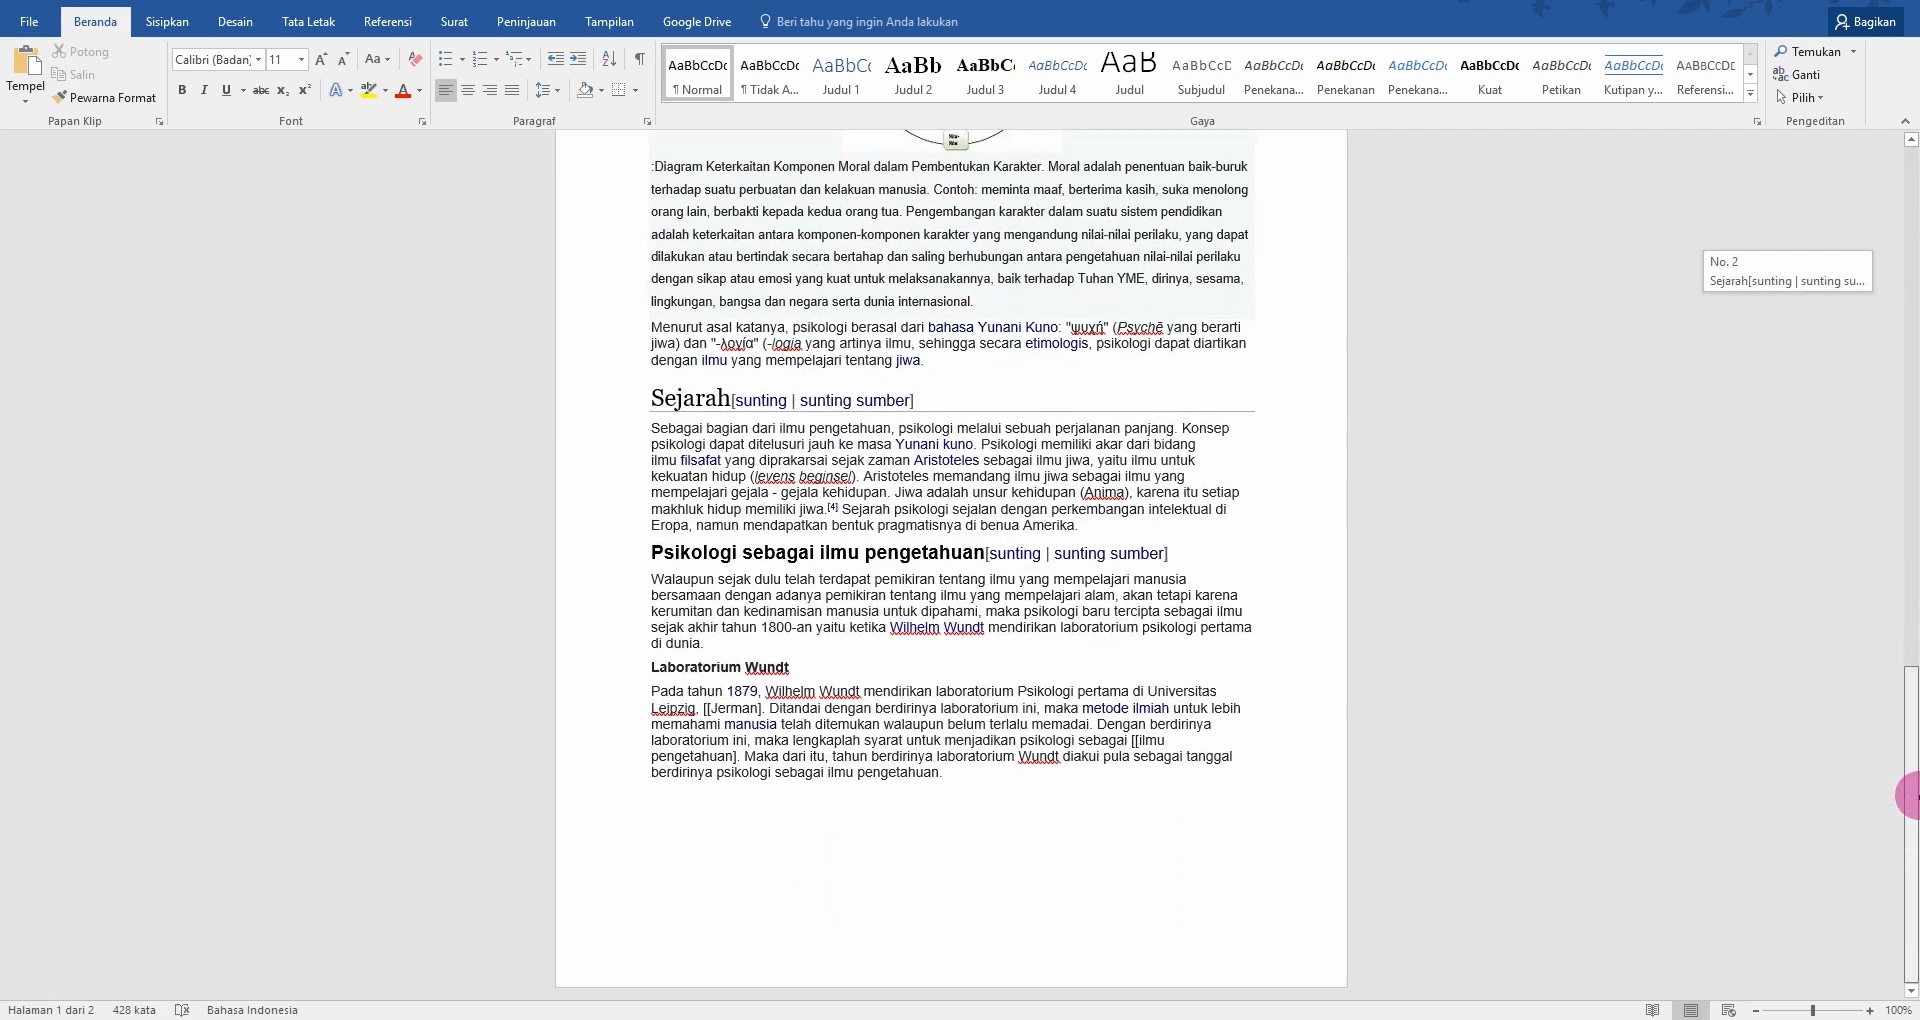 File Beranda Sisipkan Desain Tata Letak Referensi Surat Peninjauan Tampilan Google Drive Beri tahu yang ingin Anda lakukan Bagikan
Tempel
Potong
Salin
Pewarna Format
Papan Klip
Calibri (Badan) 11 Aa
B I U abc x₂ x² A ab A
Font
Paragraf
AaBbCcDc AaBbCcDc AaBbCc AaBb AaBbC AaBbCcDc AaB AaBbCcD AaBbCcDc AaBbCcDc AaBbCcDc AaBbCcDc AaBbCcDc AaBbCcDc AABBCCDE
¶ Normal ¶ Tidak A... Judul 1 Judul 2 Judul 3 Judul 4 Judul Subjudul Penekana... Penekanan Penekana... Kuat Petikan Kutipan y... Referensi...
Gaya
Temukan
Ganti
Pilih
Pengeditan
Nila-
Nila
:Diagram Keterkaitan Komponen Moral dalam Pembentukan Karakter. Moral adalah penentuan baik-buruk
terhadap suatu perbuatan dan kelakuan manusia. Contoh: meminta maaf, berterima kasih, suka menolong
orang lain, berbakti kepada kedua orang tua. Pengembangan karakter dalam suatu sistem pendidikan
adalah keterkaitan antara komponen-komponen karakter yang mengandung nilai-nilai perilaku, yang dapat
dilakukan atau bertindak secara bertahap dan saling berhubungan antara pengetahuan nilai-nilai perilaku
dengan sikap atau emosi yang kuat untuk melaksanakannya, baik terhadap Tuhan YME, dirinya, sesama,
lingkungan, bangsa dan negara serta dunia internasional.
Menurut asal katanya, psikologi berasal dari bahasa Yunani Kuno: "ψυχή" (Psychē yang berarti
jiwa) dan "-λογία" (-logia yang artinya ilmu, sehingga secara etimologis, psikologi dapat diartikan
dengan ilmu yang mempelajari tentang jiwa.
Sejarah[sunting | sunting sumber]
Sebagai bagian dari ilmu pengetahuan, psikologi melalui sebuah perjalanan panjang. Konsep
psikologi dapat ditelusuri jauh ke masa Yunani kuno. Psikologi memiliki akar dari bidang
ilmu filsafat yang diprakarsai sejak zaman Aristoteles sebagai ilmu jiwa, yaitu ilmu untuk
kekuatan hidup (levens beginsel). Aristoteles memandang ilmu jiwa sebagai ilmu yang
mempelajari gejala - gejala kehidupan. Jiwa adalah unsur kehidupan (Anima), karena itu setiap
makhluk hidup memiliki jiwa.[4] Sejarah psikologi sejalan dengan perkembangan intelektual di
Eropa, namun mendapatkan bentuk pragmatisnya di benua Amerika.
Psikologi sebagai ilmu pengetahuan[sunting | sunting sumber]
Walaupun sejak dulu telah terdapat pemikiran tentang ilmu yang mempelajari manusia
bersamaan dengan adanya pemikiran tentang ilmu yang mempelajari alam, akan tetapi karena
kerumitan dan kedinamisan manusia untuk dipahami, maka psikologi baru tercipta sebagai ilmu
sejak akhir tahun 1800-an yaitu ketika Wilhelm Wundt mendirikan laboratorium psikologi pertama
di dunia.
Laboratorium Wundt
Pada tahun 1879, Wilhelm Wundt mendirikan laboratorium Psikologi pertama di Universitas
Leipzig, [[Jerman]. Ditandai dengan berdirinya laboratorium ini, maka metode ilmiah untuk lebih
memahami manusia telah ditemukan walaupun belum terlalu memadai. Dengan berdirinya
laboratorium ini, maka lengkaplah syarat untuk menjadikan psikologi sebagai [[ilmu
pengetahuan]. Maka dari itu, tahun berdirinya laboratorium Wundt diakui pula sebagai tanggal
berdirinya psikologi sebagai ilmu pengetahuan.
No. 2
Sejarah[sunting | sunting su...
Halaman 1 dari 2 428 kata Bahasa Indonesia 100%